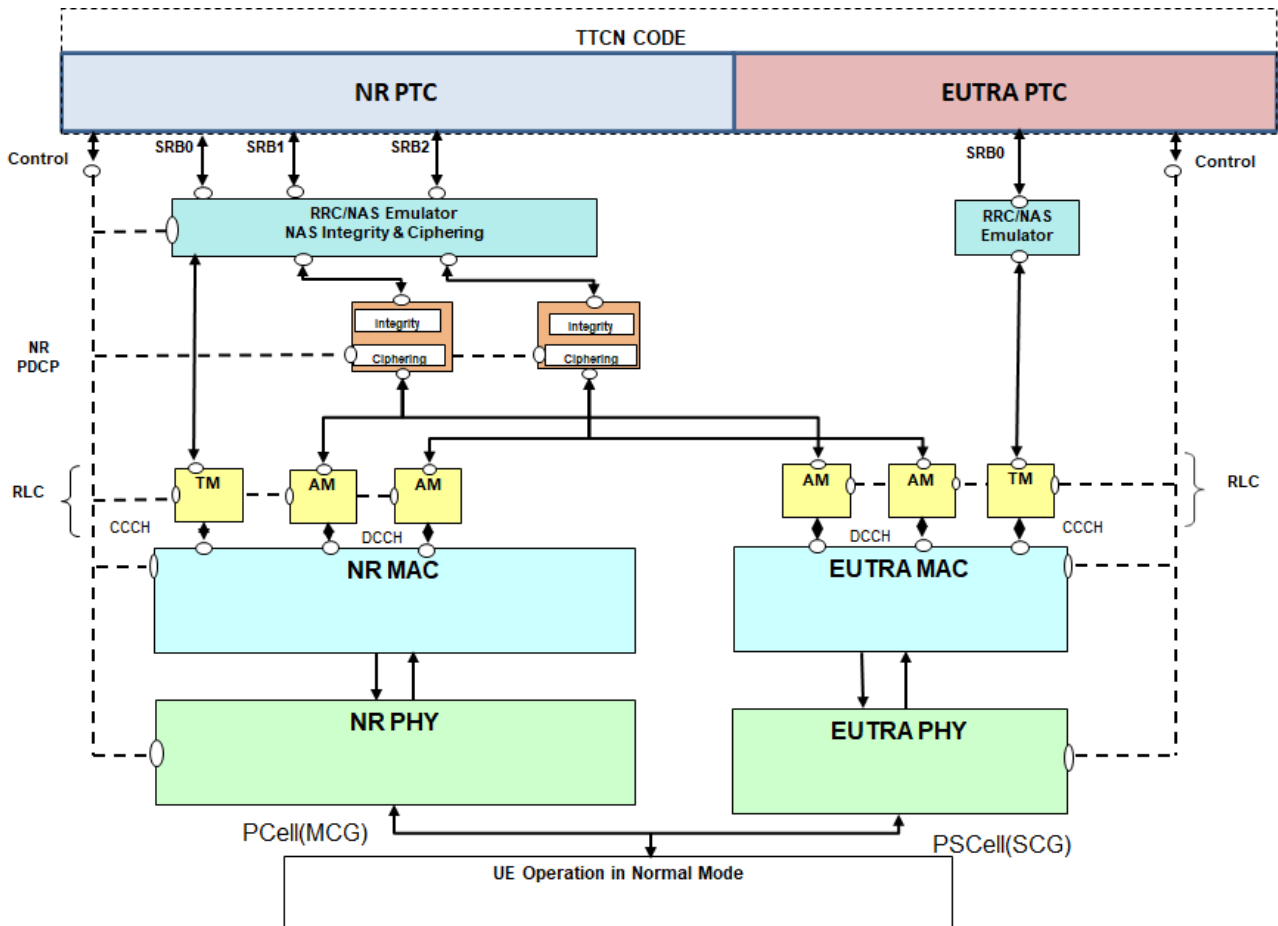 TTCN CODE
NR PTC
EUTRA PTC
Control
SRB0
SRB1
SRB2
SRB0
Control
RRC/NAS Emulator
NAS Integrity & Ciphering
RRC/NAS
Emulator
Integrity
Ciphering
Integrity
Ciphering
NR
PDCP
RLC
TM
AM
AM
AM
AM
TM
RLC
CCCH
DCCH
DCCH
CCCH
NR MAC
EUTRA MAC
NR PHY
EUTRA PHY
PCell(MCG)
PSCell(SCG)
UE Operation in Normal Mode